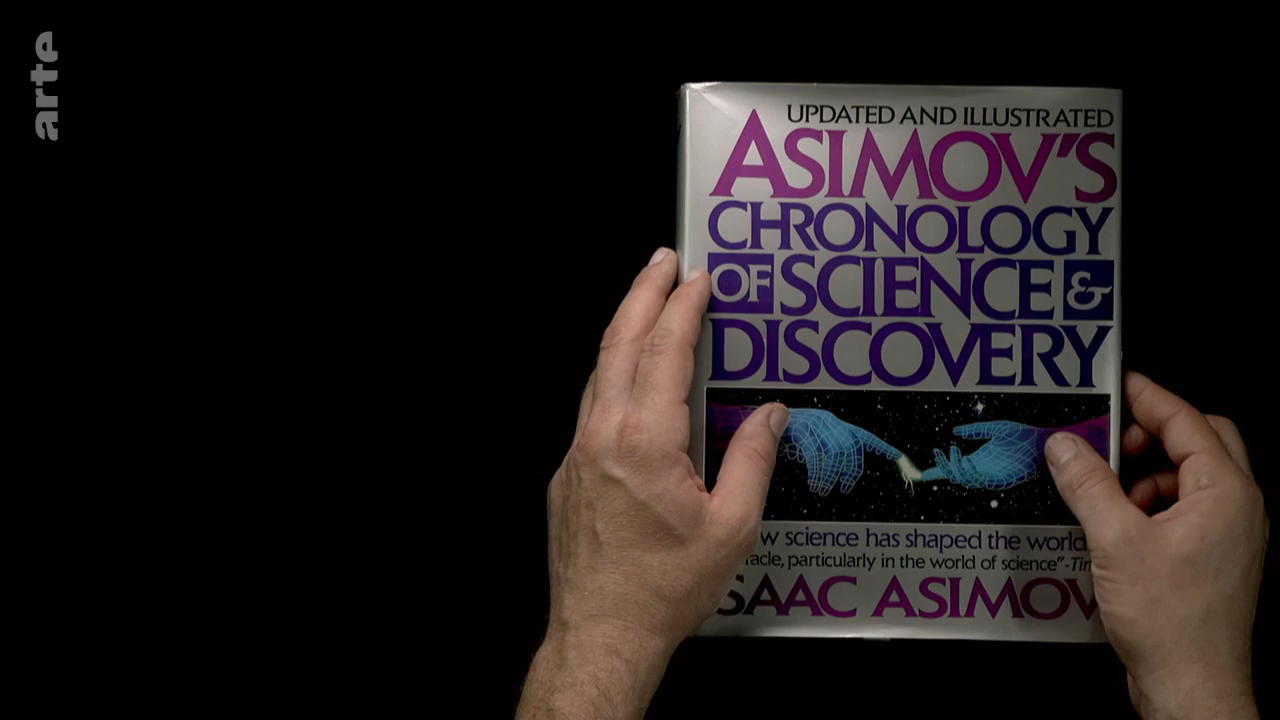 arte
UPDATED AND ILLUSTRATED
ASIMOV'S
CHRONOLOGY
OF SCIENCE &
DISCOVERY
science has shaped the world
particularly in the world of science"-
ISAAC ASIMOV